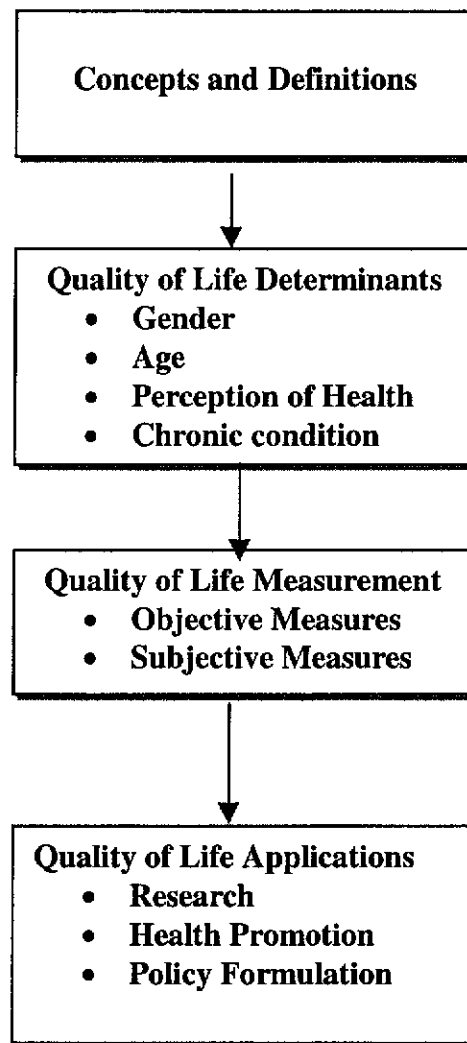 Concepts and Definitions
Quality of Life Determinants
• Gender
• Age
• Perception of Health
• Chronic condition
Quality of Life Measurement
• Objective Measures
• Subjective Measures
Quality of Life Applications
• Research
• Health Promotion
• Policy Formulation